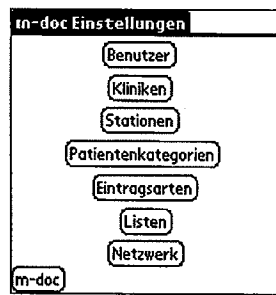 m-doc Einstellungen
Benutzer
Kliniken
Stationen
Patientenkategorien
Eintragsarten
Listen
Netzwerk
m-doc